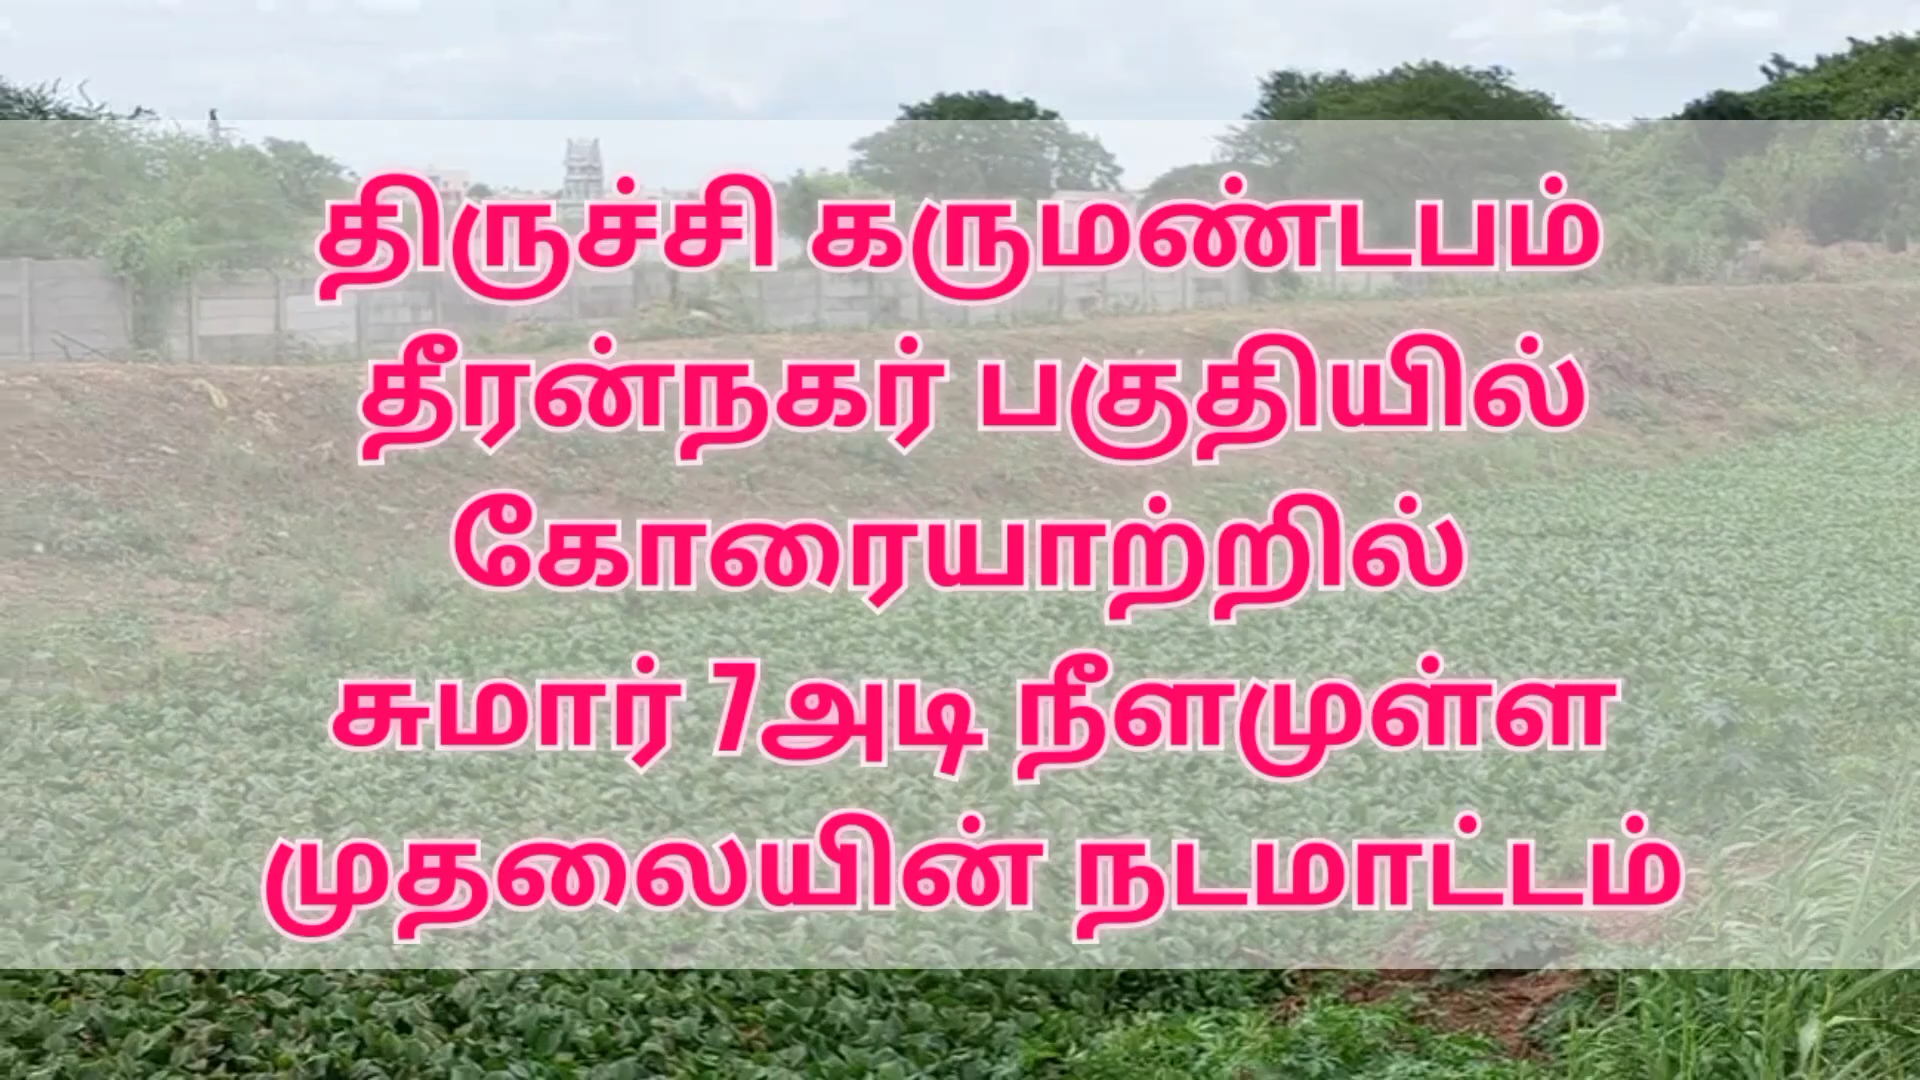 திருச்சி கருமண்டபம்
தீரன்நகர் பகுதியில்
கோரையாற்றில்
சுமார் 7அடி நீளமுள்ள
முதலையின் நடமாட்டம்